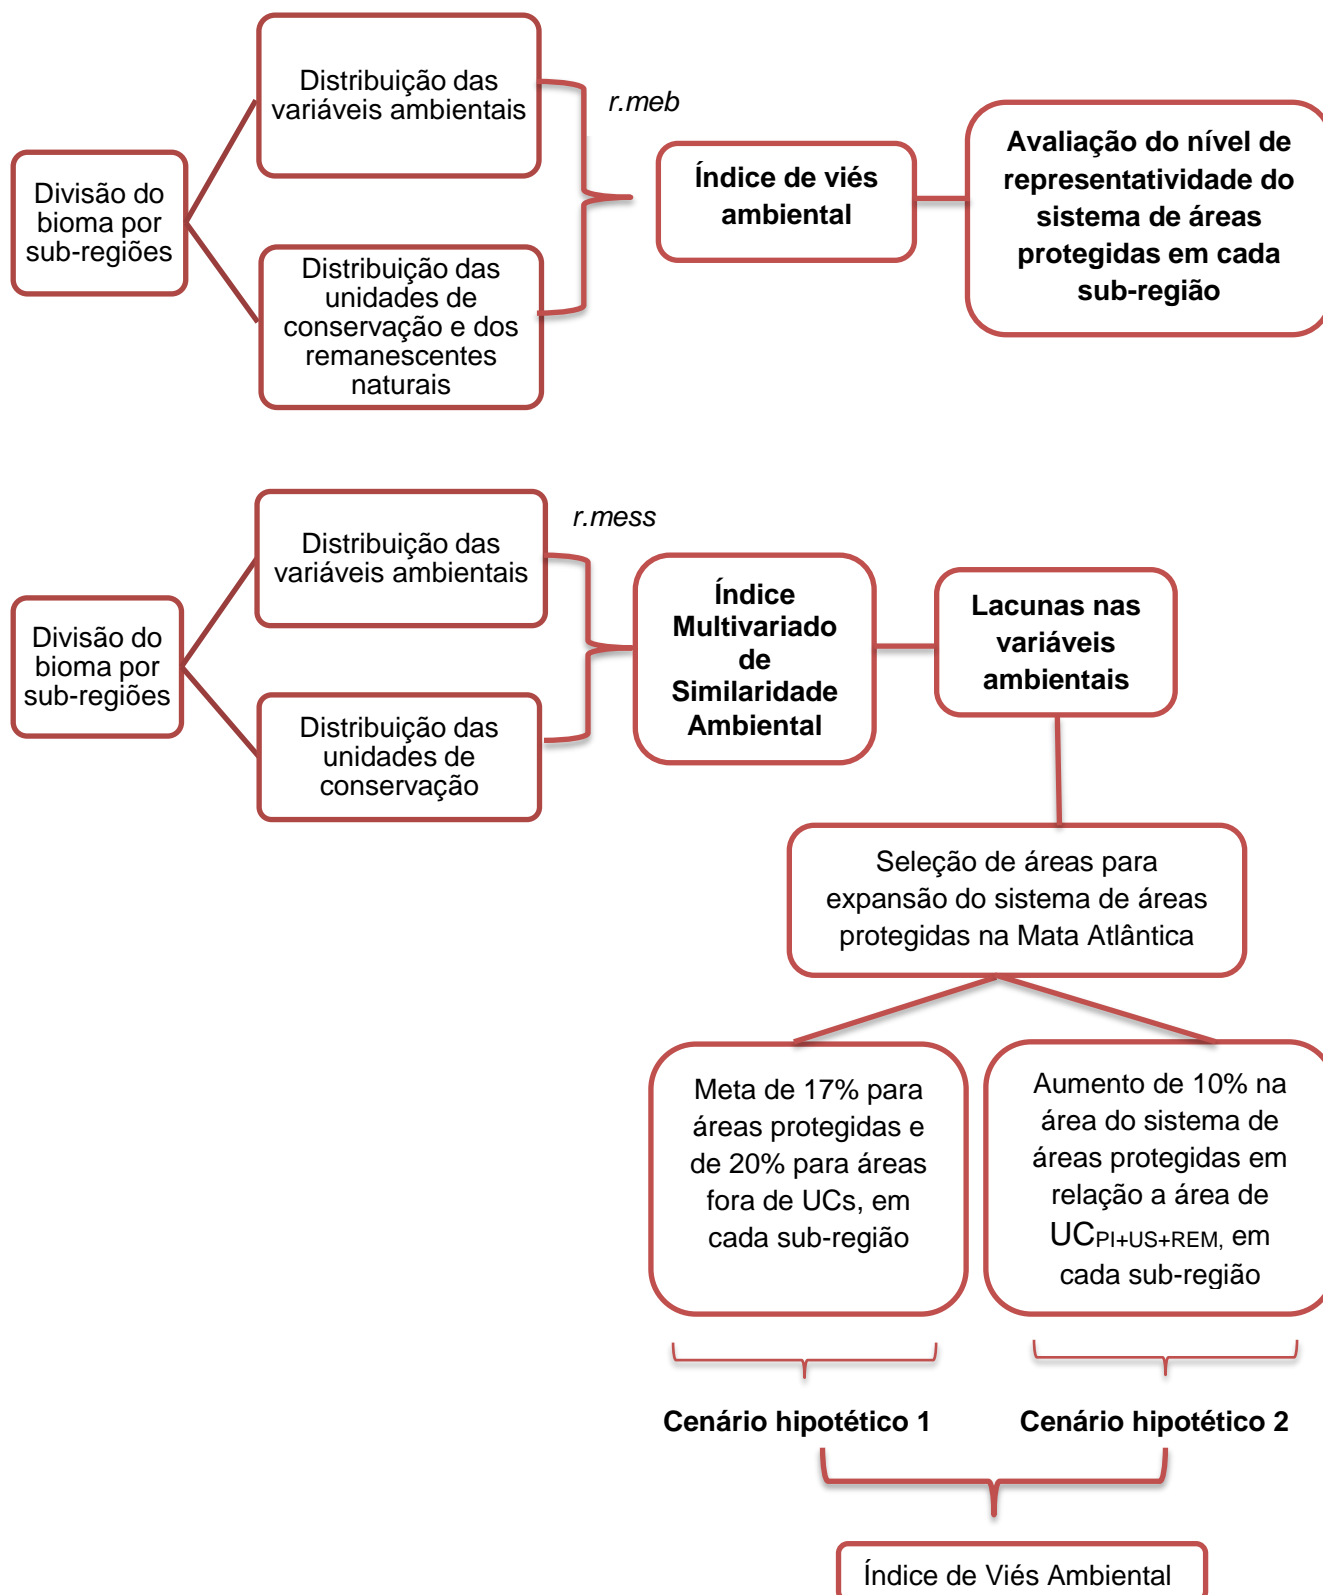 Distribuição das
variáveis ambientais
r.meb
Divisão do
bioma por
sub-regiões
Distribuição das
unidades de
conservação e dos
remanescentes
naturais
Índice de viés
ambiental
Avaliação do nível de
representatividade do
sistema de áreas
protegidas em cada
sub-região
Distribuição das
variáveis ambientais
r.mess
Divisão do
bioma por
sub-regiões
Distribuição das
unidades de
conservação
Índice
Multivariado
de
Similaridade
Ambiental
Lacunas nas
variáveis
ambientais
Seleção de áreas para
expansão do sistema de áreas
protegidas na Mata Atlântica
Meta de 17% para
áreas protegidas e
de 20% para áreas
fora de UCs, em
cada sub-região
Aumento de 10% na
área do sistema de
áreas protegidas em
relação a área de
UCPI+US+REM, em
cada sub-região
Cenário hipotético 1
Cenário hipotético 2
Índice de Viés Ambiental